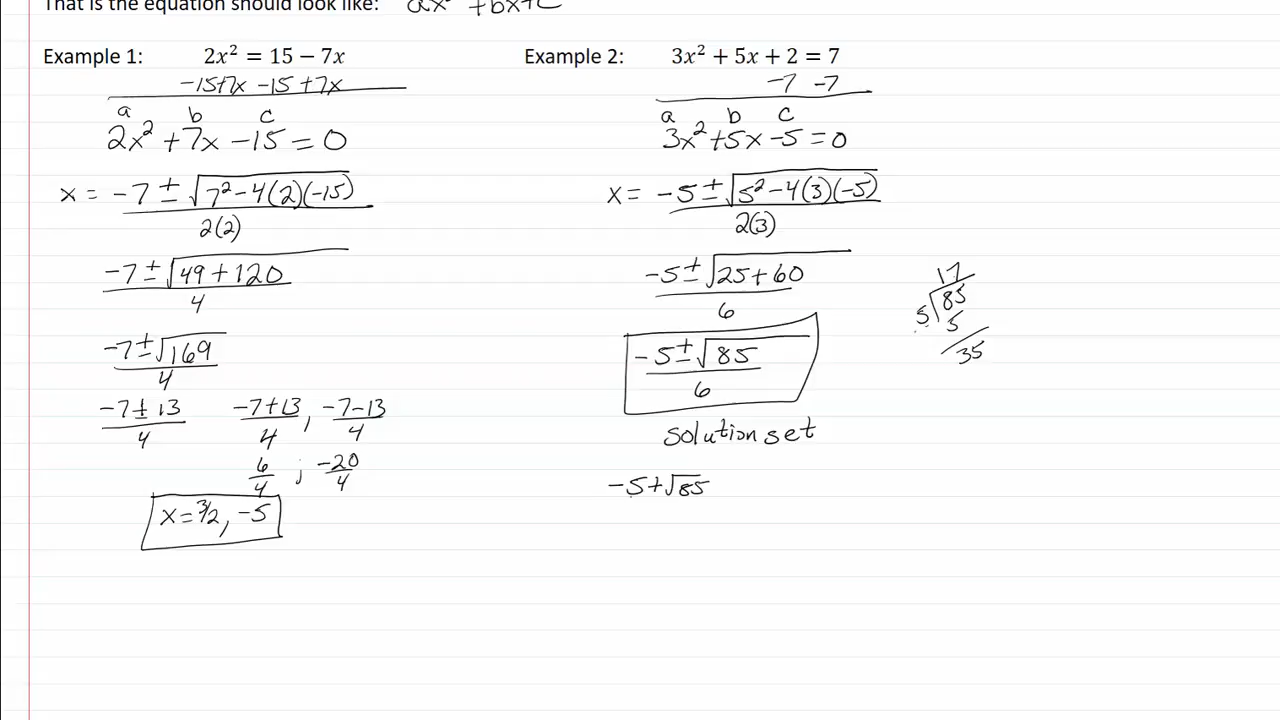 That is the equation should look like: ax² + bx + c
Example 1: 2x² = 15 − 7x
−15+7x −15 +7x
a b c
2x² + 7x − 15 = 0
x = −7 ± √7² − 4(2)(−15)
2(2)
−7 ± √49 + 120
4
−7 ± √169
4
−7 ± 13 −7+13 , −7−13
4 4 4
6 ; −20
4 4
x = 3/2, −5
Example 2: 3x² + 5x + 2 = 7
−7 −7
a b c
3x² + 5x − 5 = 0
x = −5 ± √5² − 4(3)(−5)
2(3)
−5 ± √25 + 60
6
−5 ± √85
6
solution set
−5 + √85
17
5 85
5
35